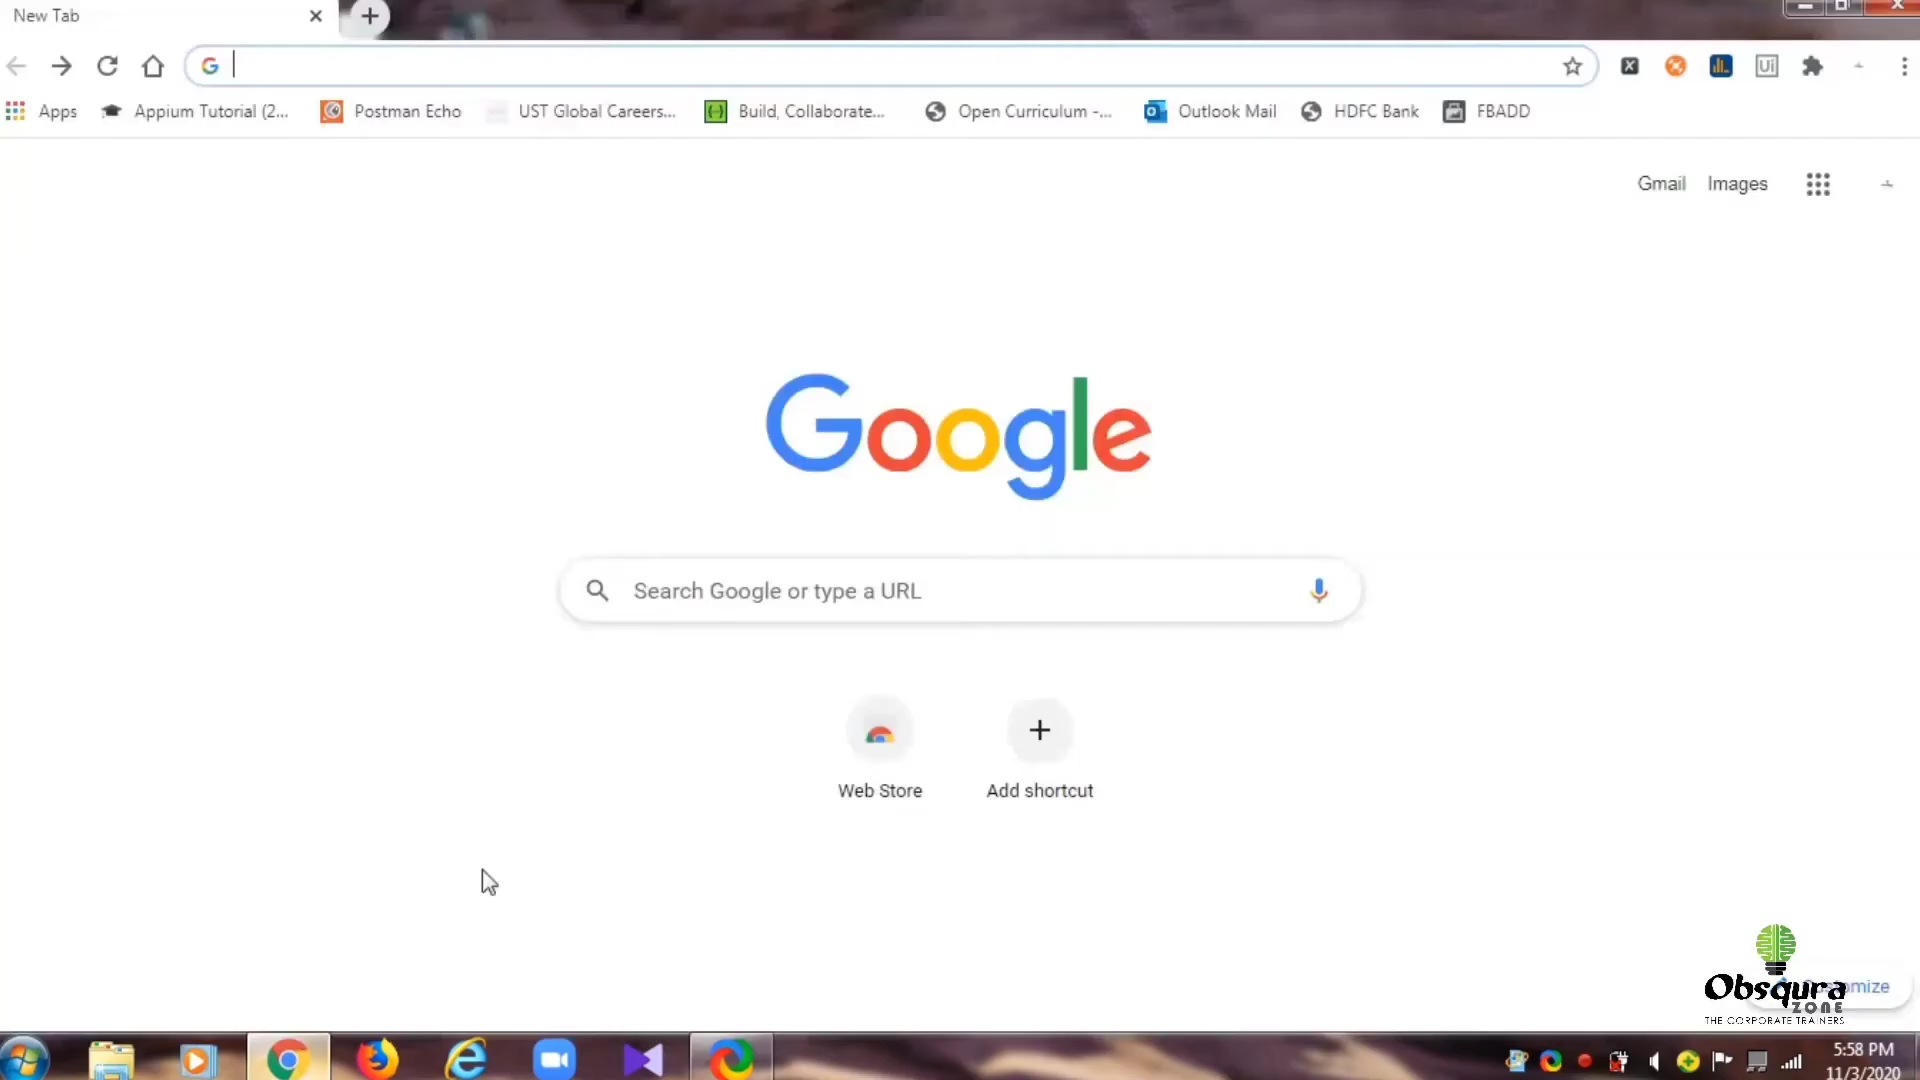 New Tab
Apps
Appium Tutorial (2...
Postman Echo
UST Global Careers...
Build, Collaborate...
Open Curriculum -...
Outlook Mail
HDFC Bank
FBADD
Gmail
Images
Google
Search Google or type a URL
Web Store
Add shortcut
Obsqura
ZONE
THE CORPORATE TRAINERS
5:58 PM
11/3/2020